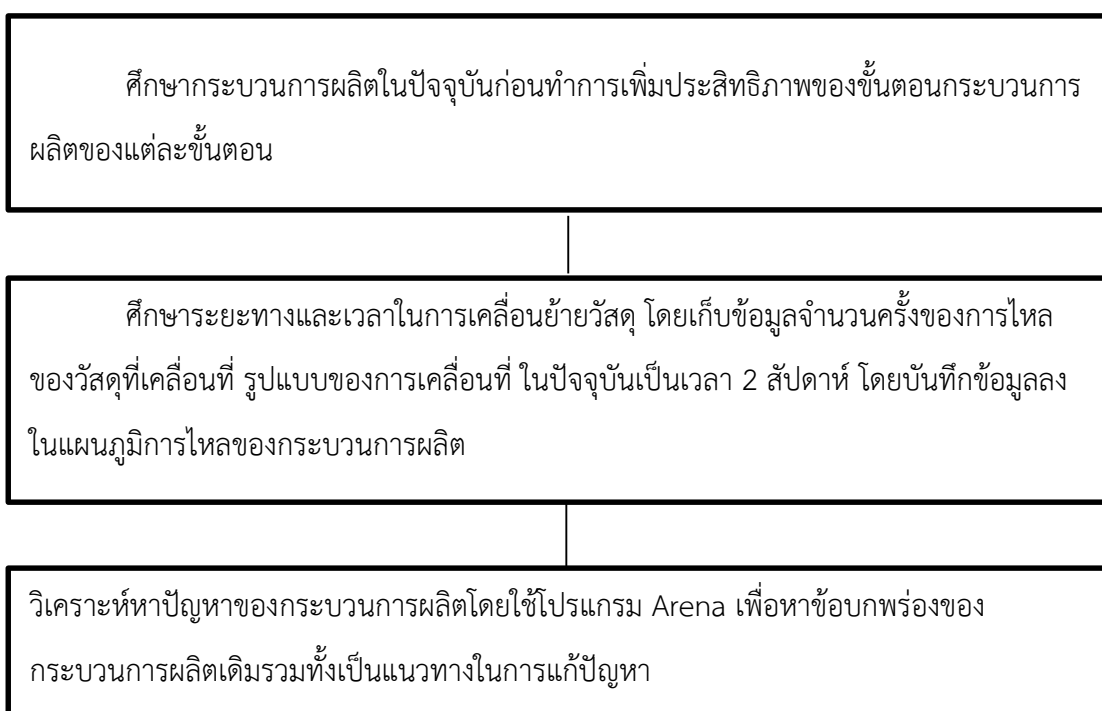 ศึกษากระบวนการผลิตในปัจจุบันก่อนทำการเพิ่มประสิทธิภาพของขั้นตอนกระบวนการ
ผลิตของแต่ละขั้นตอน
ศึกษาระยะทางและเวลาในการเคลื่อนย้ายวัสดุ โดยเก็บข้อมูลจำนวนครั้งของการไหล
ของวัสดุที่เคลื่อนที่ รูปแบบของการเคลื่อนที่ ในปัจจุบันเป็นเวลา 2 สัปดาห์ โดยบันทึกข้อมูลลง
ในแผนภูมิการไหลของกระบวนการผลิต
วิเคราะห์หาปัญหาของกระบวนการผลิตโดยใช้โปรแกรม Arena เพื่อหาข้อบกพร่องของ
กระบวนการผลิตเดิมรวมทั้งเป็นแนวทางในการแก้ปัญหา